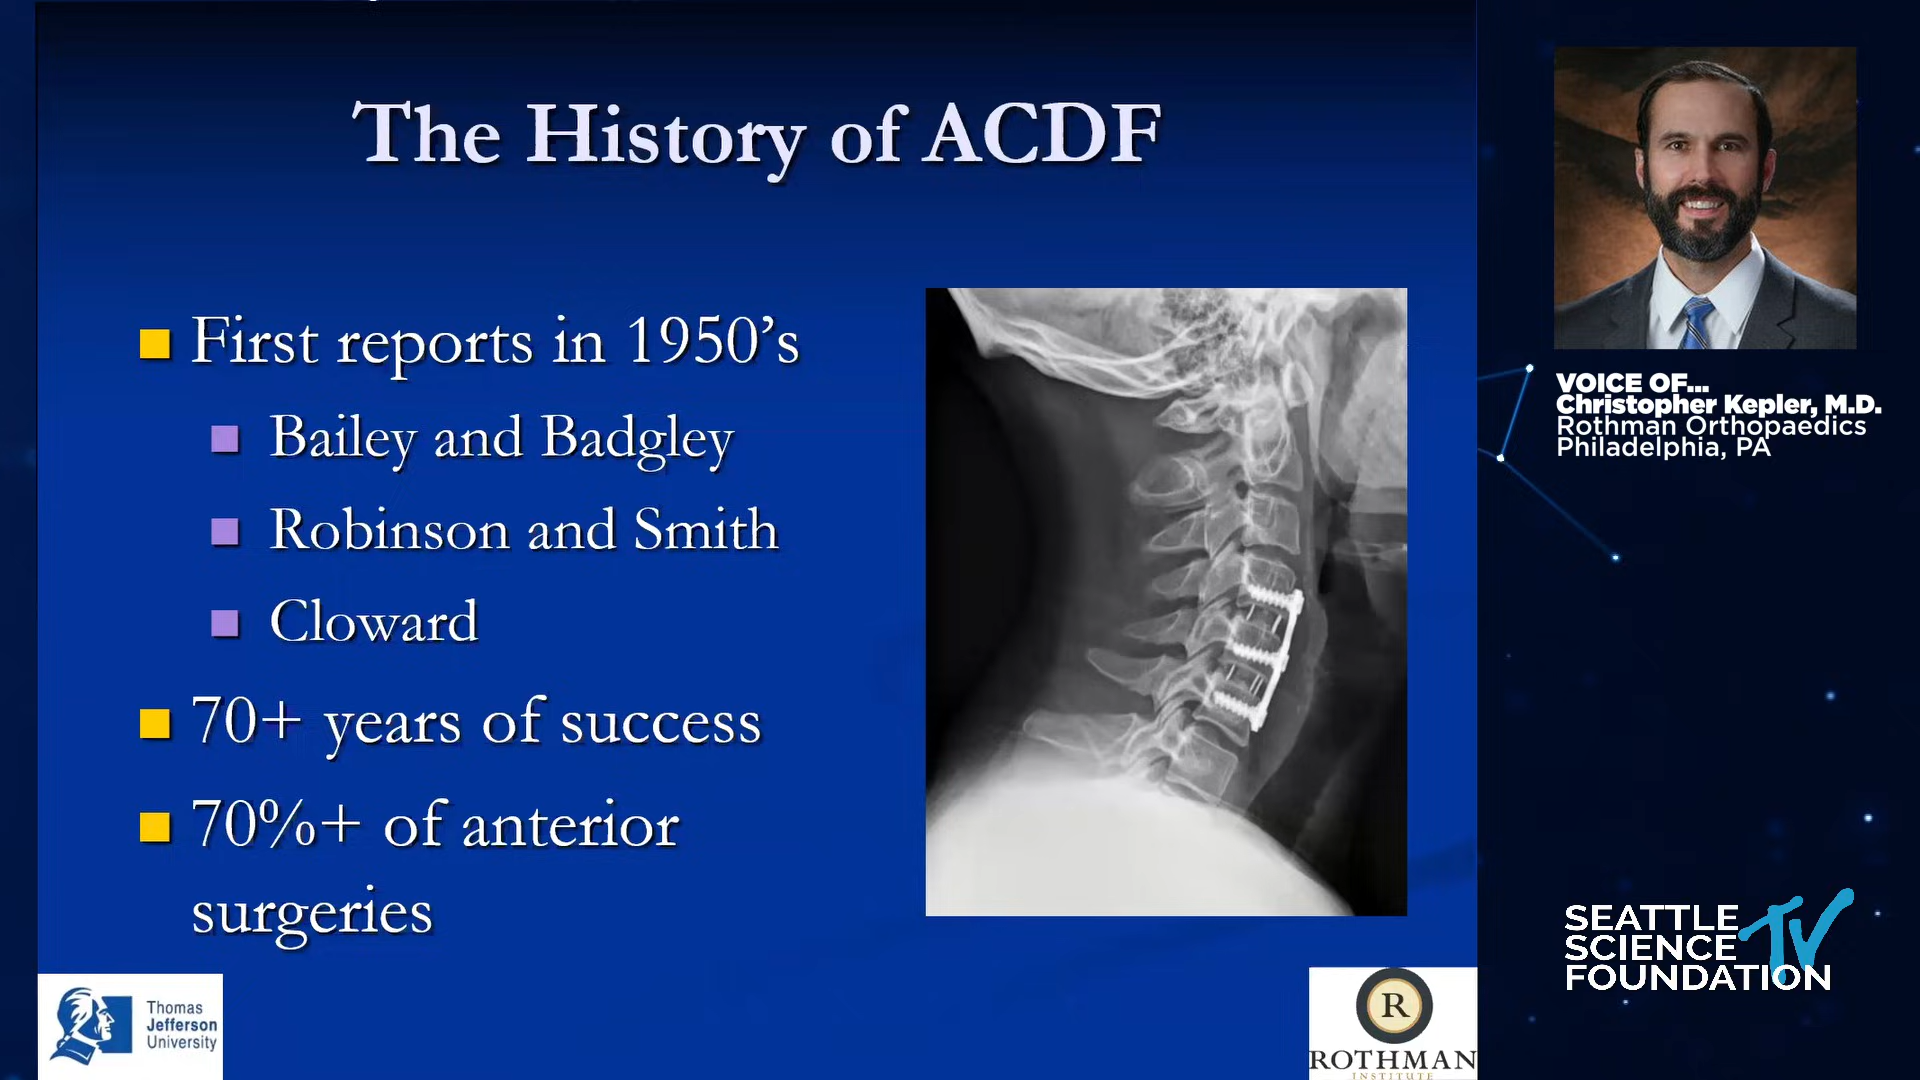 The History of ACDF
First reports in 1950's
Bailey and Badgley
Robinson and Smith
Cloward
70+ years of success
70%+ of anterior
surgeries
Thomas
Jefferson
University
R
ROTHMAN
INSTITUTE
VOICE OF...
Christopher Kepler, M.D.
Rothman Orthopaedics
Philadelphia, PA
SEATTLE
SCIENCE TV
FOUNDATION